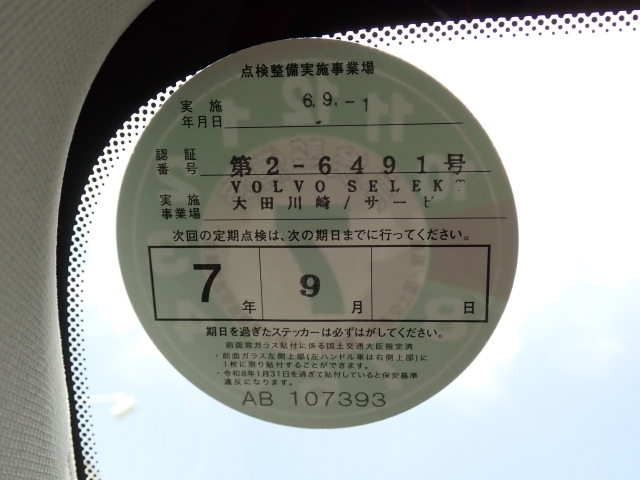 点検整備実施事業場
実施
年月日
6.9.-1
認証
番号
第2-6491号
実施
事業場
VOLVO SELEKT
大田川崎/サービ
次回の定期点検は、次の期日までに行ってください。
7年 9月 日
期日を過ぎたステッカーは必ずはがしてください。
前面窓ガラス貼付に係る国土交通大臣指定済
・前面ガラス左側上部(左ハンドル車は右側上部)に
1枚に限り貼付することができます。
・令和8年1月31日を過ぎて貼付していると保安基準
違反になります。
AB 107393